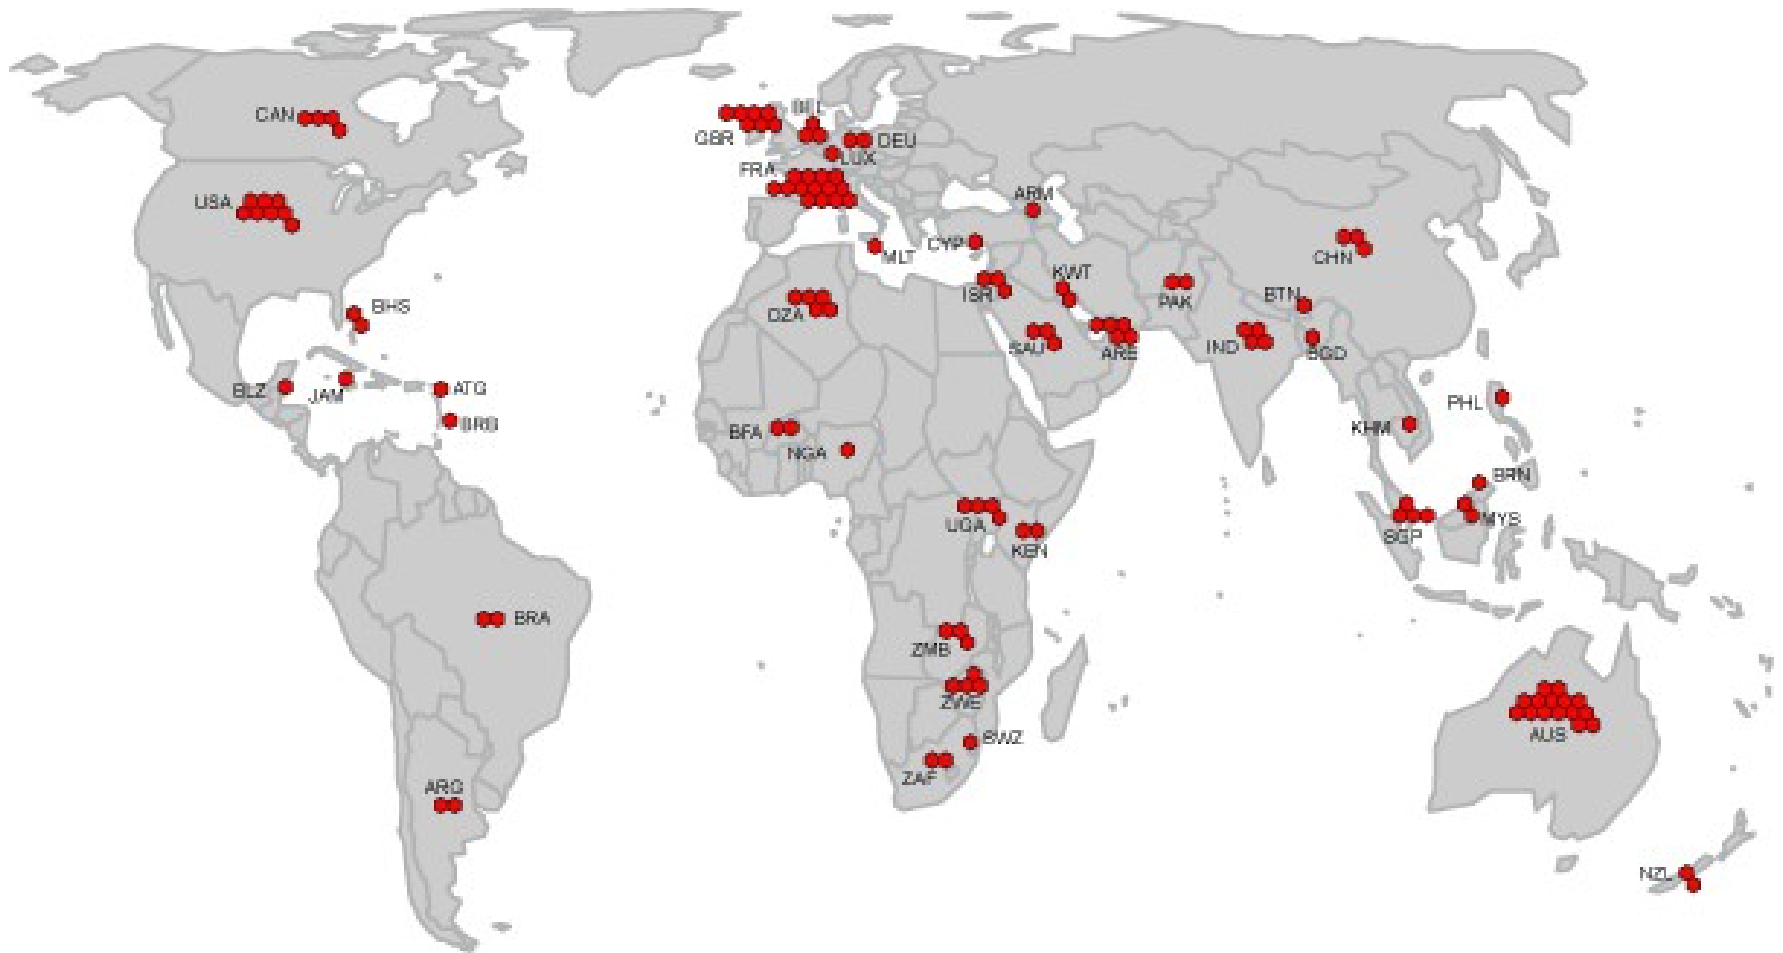 CAN
BEL
GBR
DEU
LUX
FRA
USA
ARM
CYP
MLT
CHN
KWT
ISR
PAK
BTN
BHS
DZA
SAU
ARE
IND
BGD
BLZ
JAM
ATG
BRB
PHL
BFA
NGA
KHM
BRN
UGA
KEN
SGP
MYS
BRA
ZMB
ZWE
SWZ
AUS
ZAF
ARG
NZL